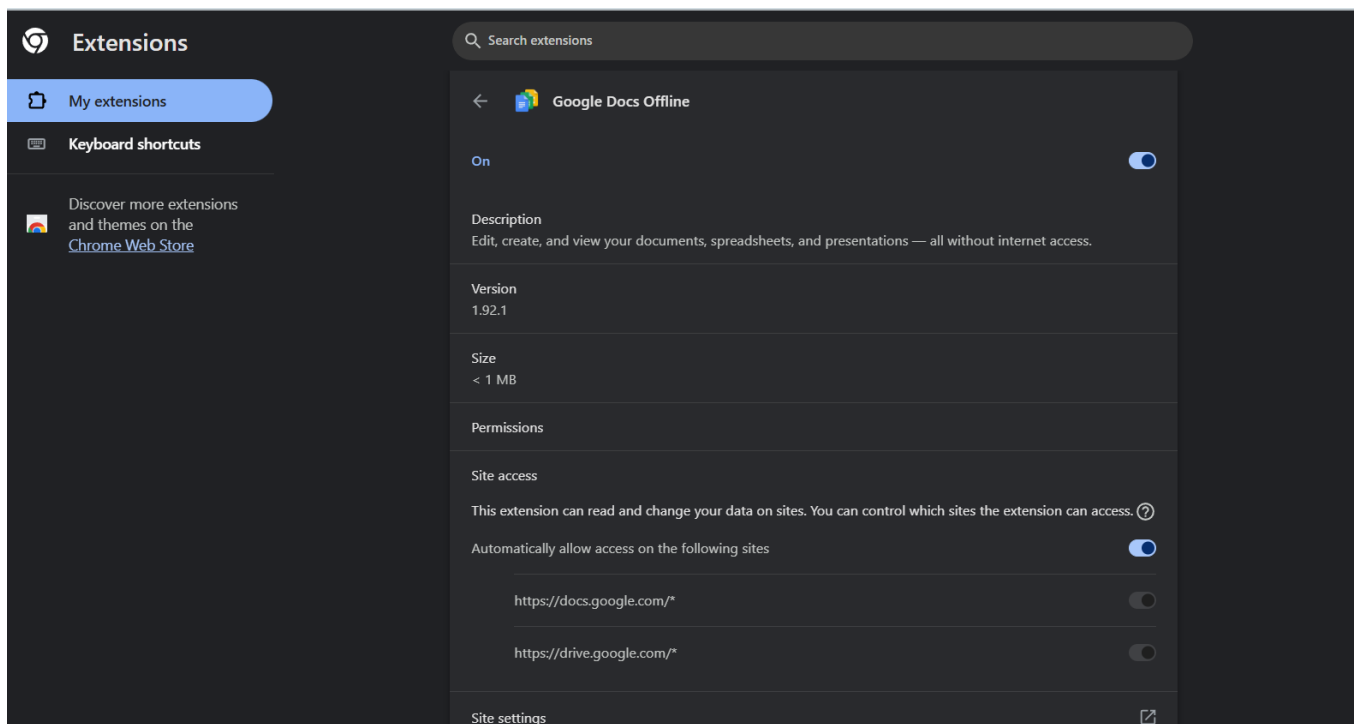 Extensions
Search extensions
My extensions
Keyboard shortcuts
Discover more extensions
and themes on the
Chrome Web Store
Google Docs Offline
On
Description
Edit, create, and view your documents, spreadsheets, and presentations — all without internet access.
Version
1.92.1
Size
< 1 MB
Permissions
Site access
This extension can read and change your data on sites. You can control which sites the extension can access.
Automatically allow access on the following sites
https://docs.google.com/*
https://drive.google.com/*
Site settings